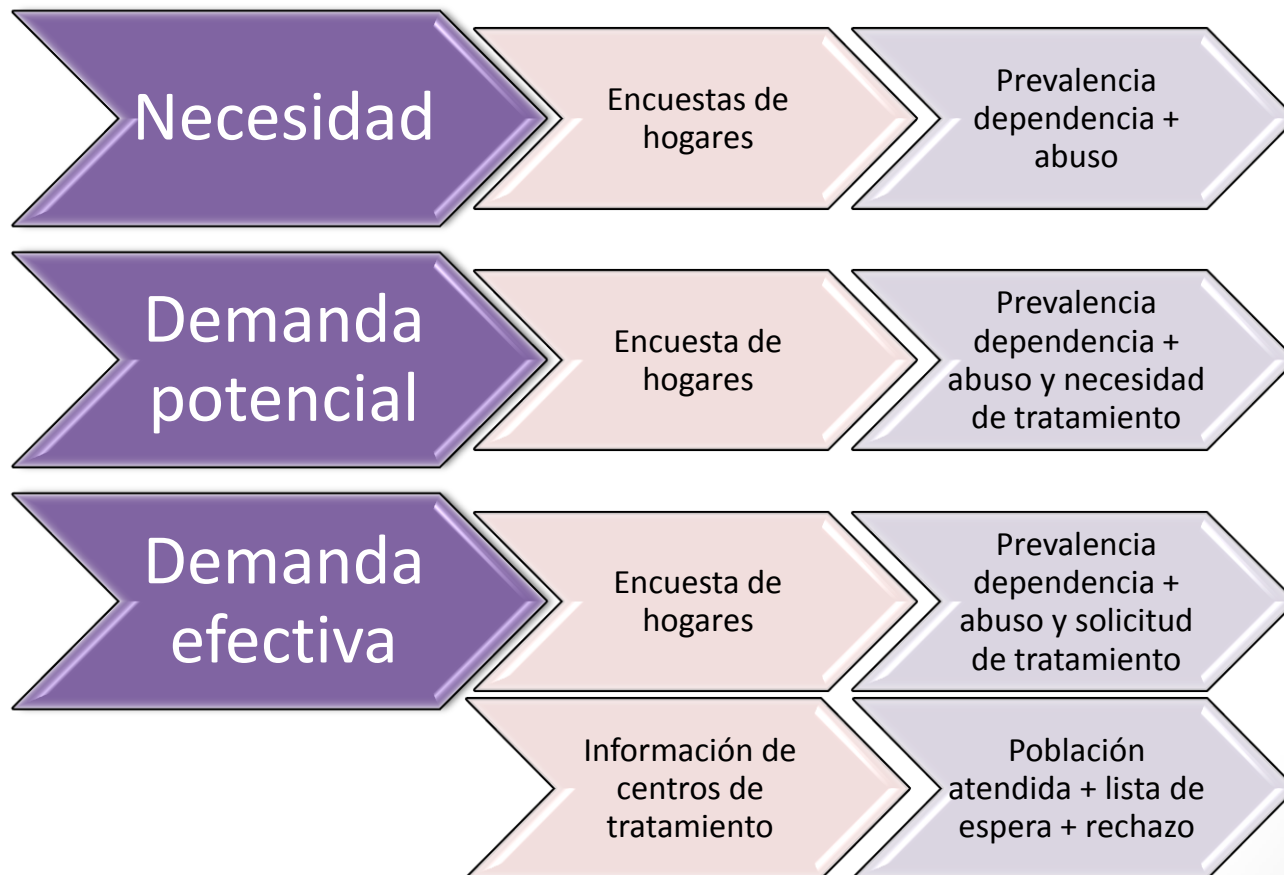 Necesidad
Encuestas de
hogares
Prevalencia
dependencia +
abuso
Demanda
potencial
Encuesta de
hogares
Prevalencia
dependencia +
abuso y necesidad
de tratamiento
Demanda
efectiva
Encuesta de
hogares
Prevalencia
dependencia +
abuso y solicitud
de tratamiento
Información de
centros de
tratamiento
Población
atendida + lista de
espera + rechazo